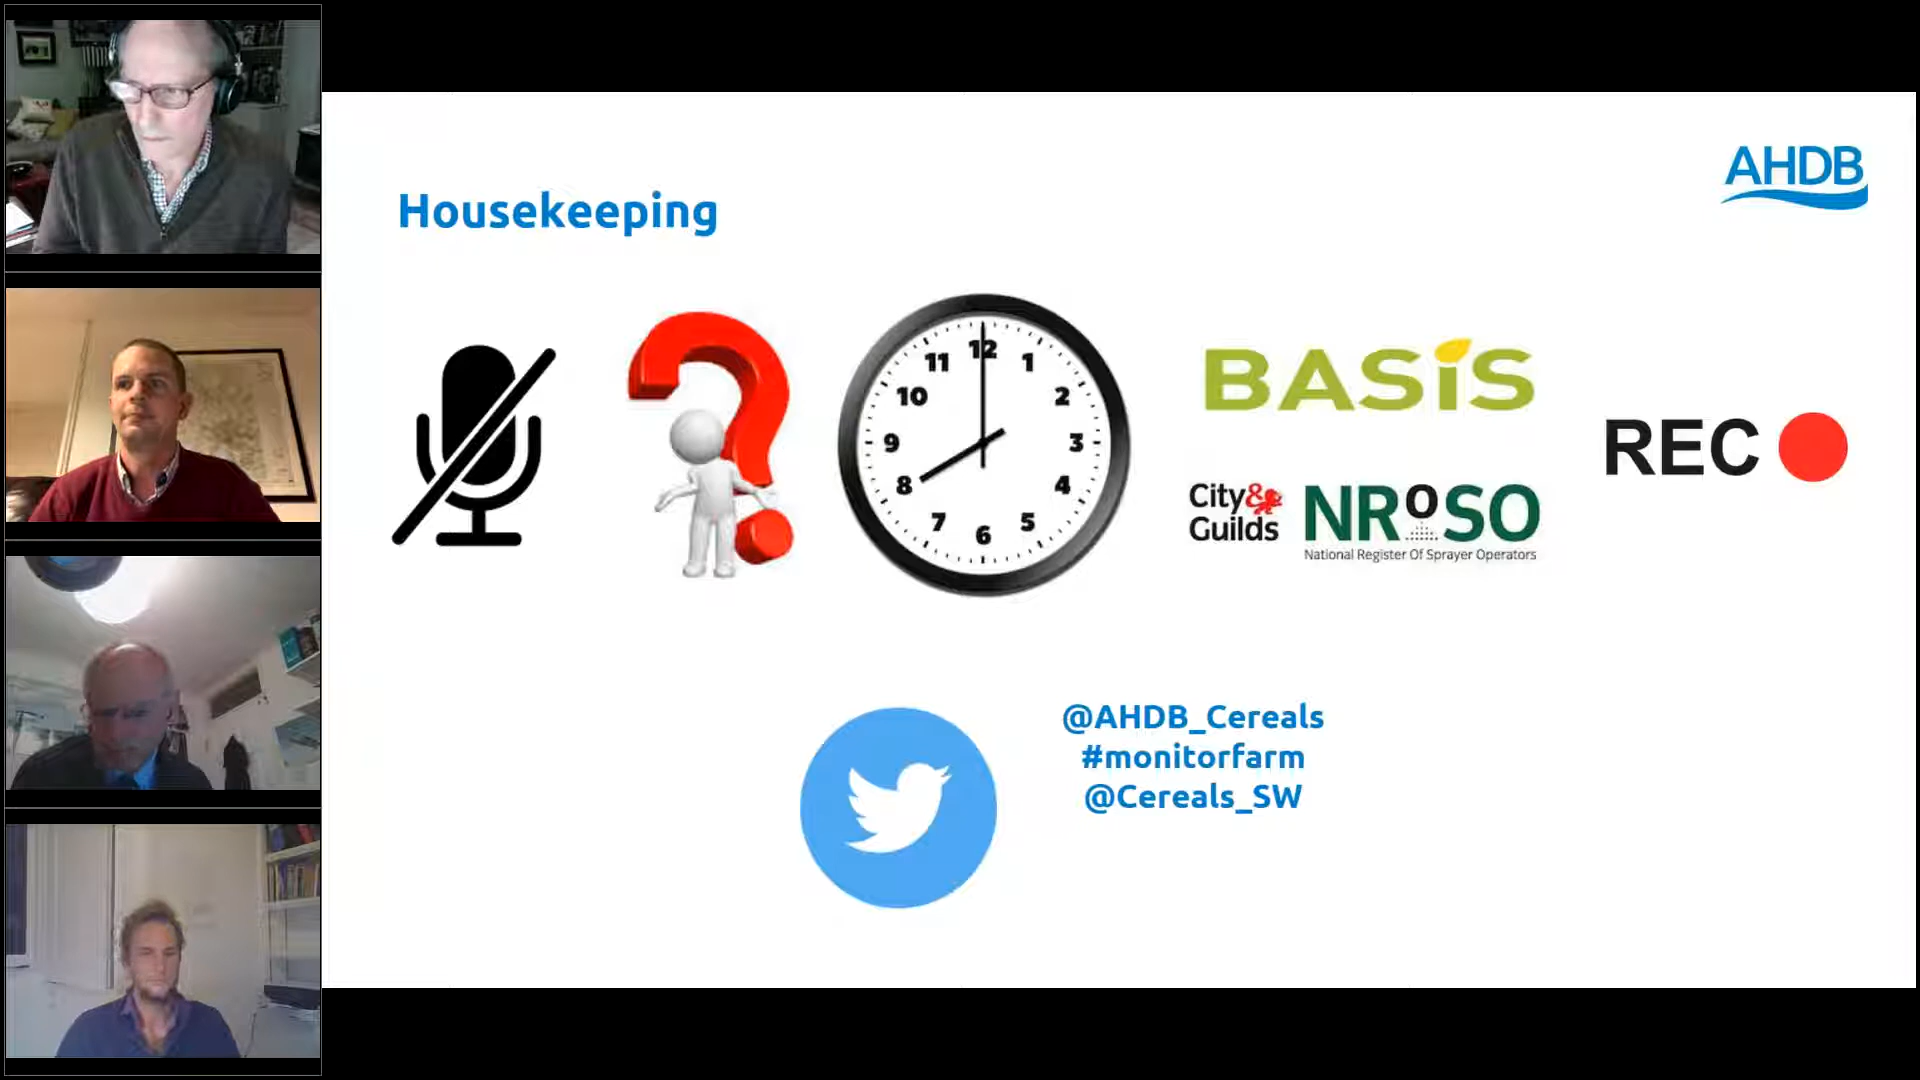 AHDB
Housekeeping
12
11
1
10
2
9
3
8
4
7
5
6
BASiS
City&
Guilds
NRoSO
National Register Of Sprayer Operators
REC
@AHDB_Cereals
#monitorfarm
@Cereals_SW